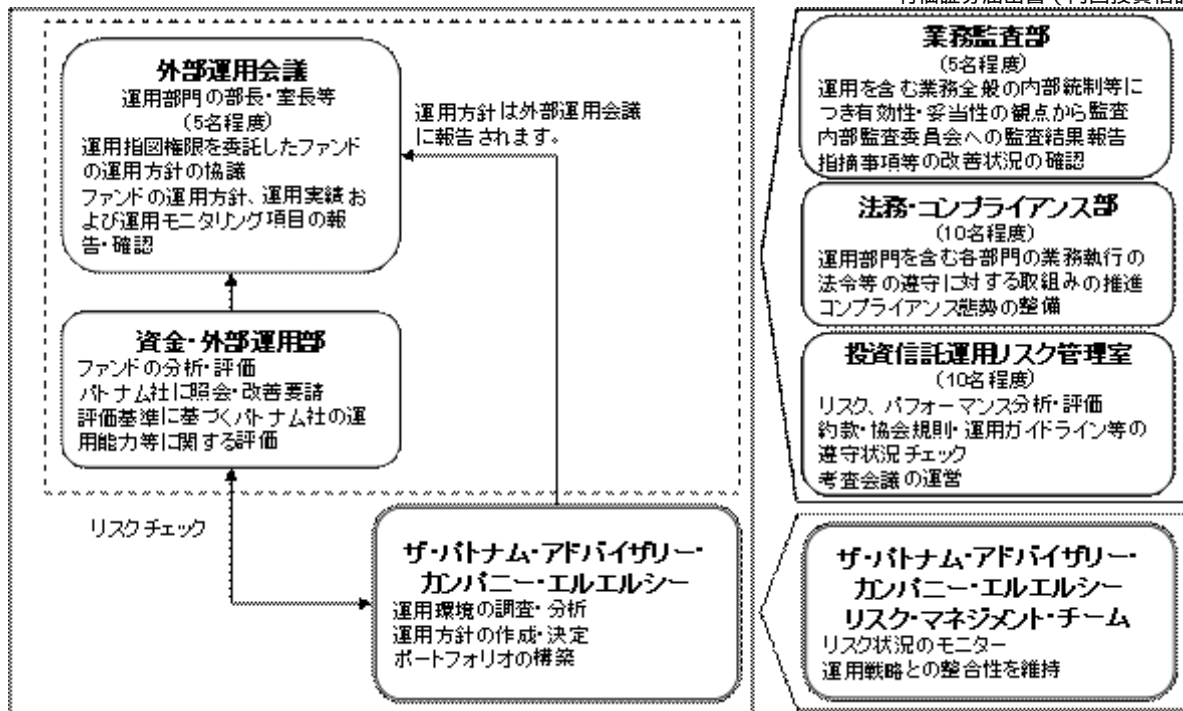 外部運用会議
運用部門の部長・室長等
(5名程度)
運用指図権限を委託したファンド
の運用方針の協議
ファンドの運用方針、運用実績お
よび運用モニタリング項目の報
告・確認
運用方針は外部運用会議
に報告されます。
資金・外部運用部
ファンドの分析・評価
パトナム社に照会・改善要請
評価基準に基づくパトナム社の運
用能力等に関する評価
リスクチェック
ザ・パトナム・アドバイザリー・
カンパニー・エルエルシー
運用環境の調査・分析
運用方針の作成・決定
ポートフォリオの構築
業務監査部
(5名程度)
運用を含む業務全般の内部統制等に
つき有効性・妥当性の観点から監査
内部監査委員会への監査結果報告
指摘事項等の改善状況の確認
法務・コンプライアンス部
(10名程度)
運用部門を含む各部門の業務執行の
法令等の遵守に対する取組みの推進
コンプライアンス態勢の整備
投資信託運用リスク管理室
(10名程度)
リスク、パフォーマンス分析・評価
約款・協会規則・運用ガイドライン等の
遵守状況チェック
考査会議の運営
ザ・パトナム・アドバイザリー・
カンパニー・エルエルシー
リスク・マネジメント・チーム
リスク状況のモニター
運用戦略との整合性を維持